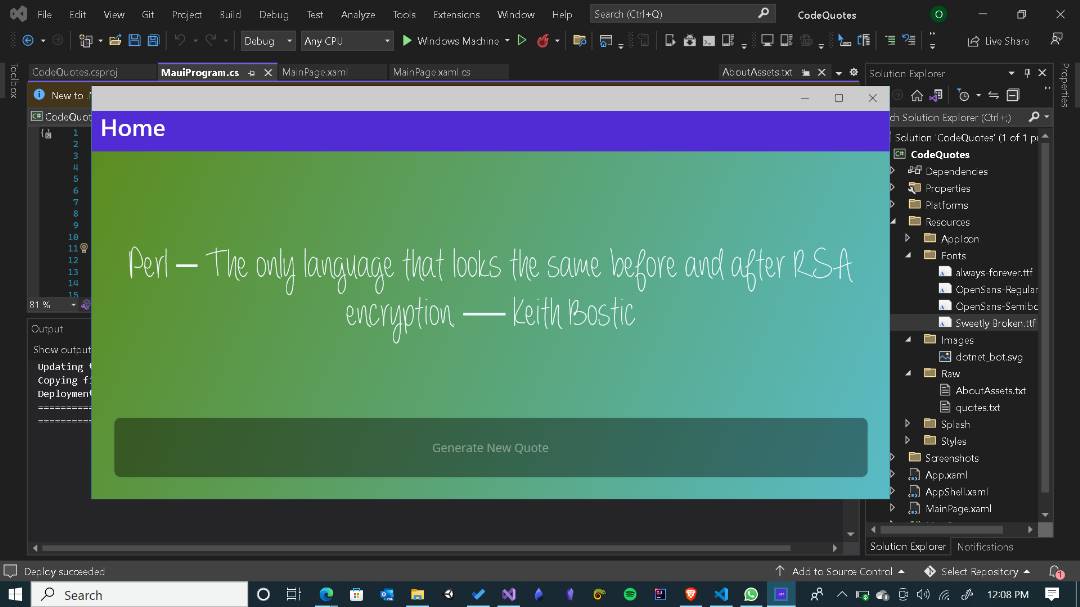 File Edit View Git Project Build Debug Test Analyze Tools Extensions Window Help Search (Ctrl+Q) CodeQuotes O
Debug Any CPU Windows Machine Live Share
Toolbox CodeQuotes.csproj MauiProgram.cs MainPage.xaml MainPage.xaml.cs AboutAssets.txt Solution Explorer Properties
New to
CodeQuot
ch Solution Explorer (Ctrl+;)
1
2
3
4
5
6
7
8
9
10
11
12
13
14
15
81 %
Home
Perl – The only language that looks the same before and after RSA
encryption — Keith Bostic
Generate New Quote
Solution 'CodeQuotes' (1 of 1 p
CodeQuotes
Dependencies
Properties
Platforms
Resources
AppIcon
Fonts
always-forever.ttf
OpenSans-Regular
OpenSans-Semibo
Sweetly Broken.ttf
Images
dotnet_bot.svg
Raw
AboutAssets.txt
quotes.txt
Splash
Styles
Screenshots
App.xaml
AppShell.xaml
MainPage.xaml
Solution Explorer Notifications
Output
Show output
Updating
Copying fi
Deployment
==========
==========
Deploy succeeded Add to Source Control Select Repository 1
Search 12:08 PM